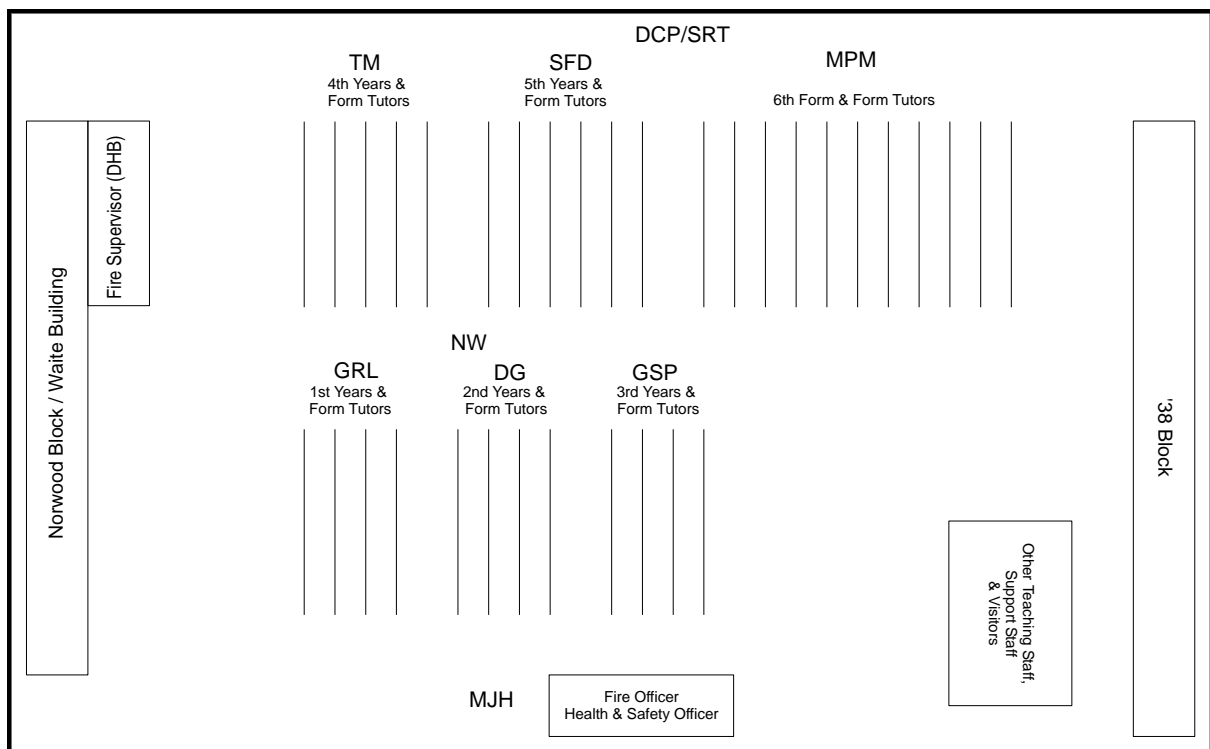 DCP/SRT
TM
4th Years &
Form Tutors
SFD
5th Years &
Form Tutors
MPM
6th Form & Form Tutors
Norwood Block / Waite Building
Fire Supervisor (DHB)
NW
GRL
1st Years &
Form Tutors
DG
2nd Years &
Form Tutors
GSP
3rd Years &
Form Tutors
'38 Block
Other Teaching Staff,
Support Staff
& Visitors
MJH
Fire Officer
Health & Safety Officer